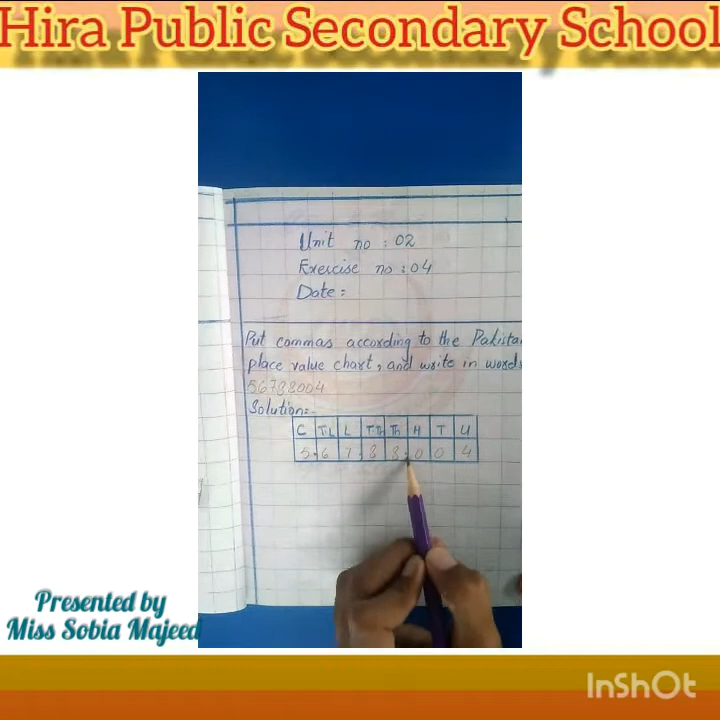 Hira Public Secondary School
Unit no : 02
Exercise no : 04
Date :
Put commas according to the Pakistan
place value chart, and write in words
56788004
Solution:-
C T.L L T.Th Th H T U
5,6 7,8 8,0 0 4
Presented by
Miss Sobia Majeed
InShOt